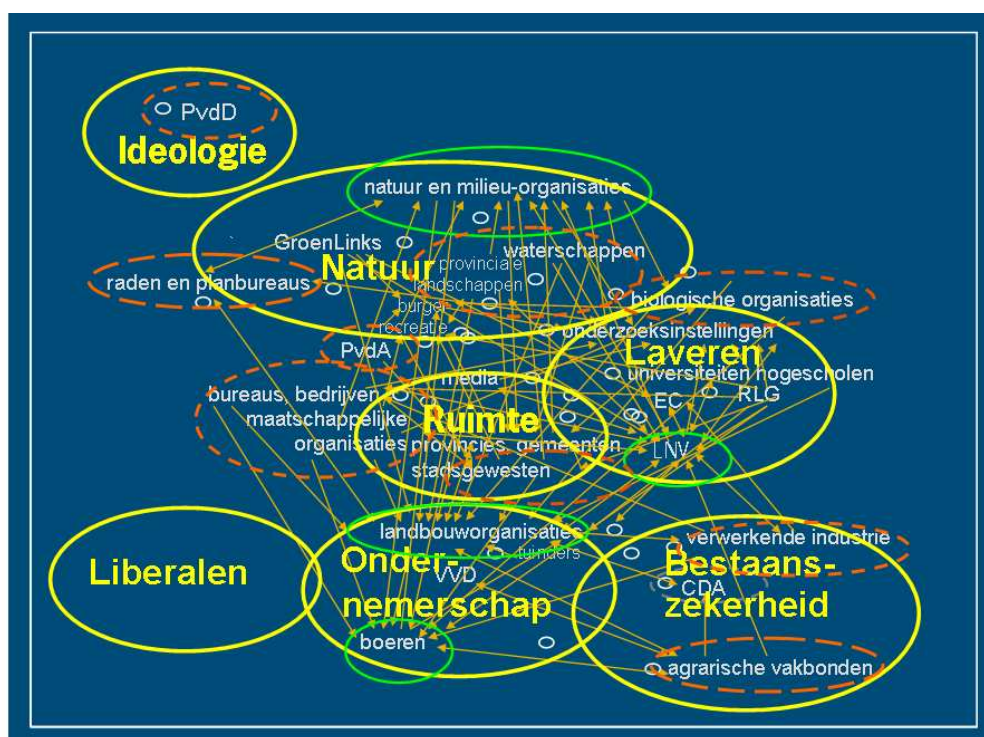 PvdD
Ideologie
natuur en milieu-organisaties
GroenLinks
waterschappen
Natuur
provinciale
landschappen
raden en planbureaus
burger
biologische organisaties
recreatie
onderzoeksinstellingen
PvdA
Laveren
media
universiteiten hogescholen
bureaus, bedrijven
EC
RLG
maatschappelijke
Ruimte
organisaties
provincies, gemeenten
LNV
stadsgewesten
landbouworganisaties
verwerkende industrie
tuinders
Liberalen
Onder-
VVD
nemerschap
Bestaans-
CDA
zekerheid
boeren
agrarische vakbonden